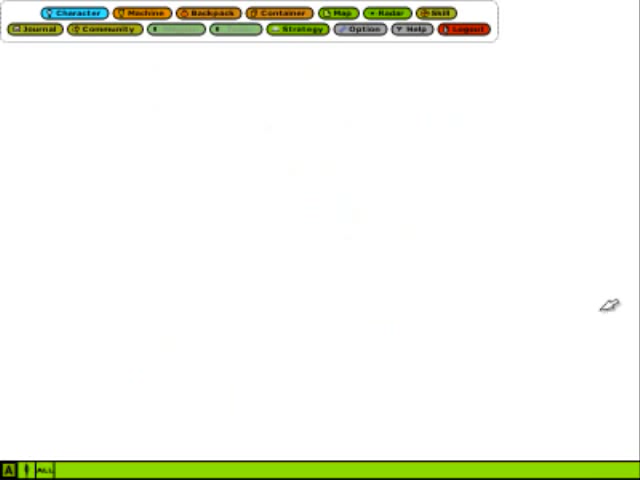 Character Machine Backpack Container Map Radar Skill
Journal Community Strategy Option Help Logout
A ALL